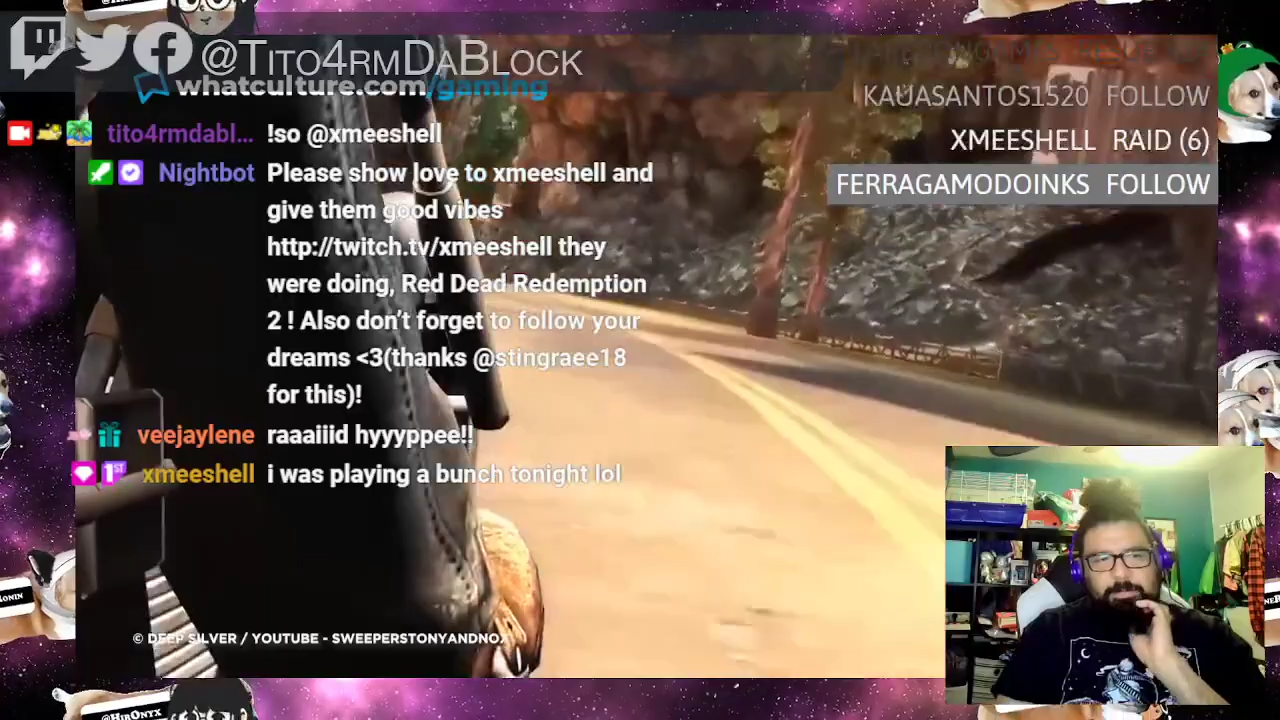 @Tito4rmDaBlock
whatculture.com/gaming
KAUASANTOS1520 FOLLOW
XMEESHELL RAID (6)
FERRAGAMODOINKS FOLLOW
tito4rmdabl... !so @xmeeshell
Nightbot Please show love to xmeeshell and
give them good vibes
http://twitch.tv/xmeeshell they
were doing, Red Dead Redemption
2 ! Also don't forget to follow your
dreams <3(thanks @stingraee18
for this)!
veejaylene raaaiiid hyyyppee!!
1ST xmeeshell i was playing a bunch tonight lol
© DEEP SILVER / YOUTUBE - SWEEPERSTONYANDNOX
@HirOnyx